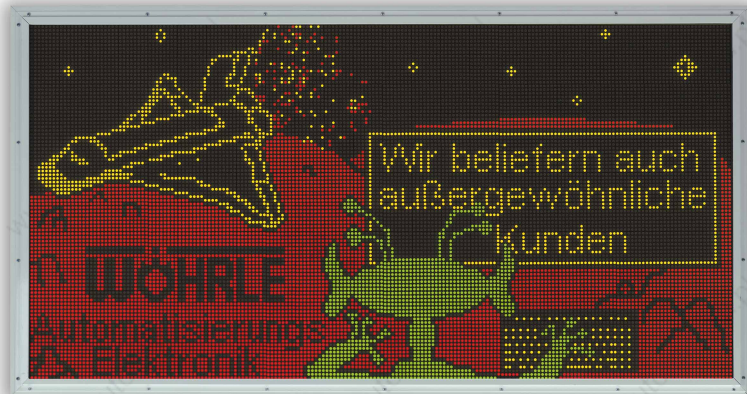 Wir beliefern auch
außergewöhnliche
Kunden
WÖHRLE
Automatisierungs
Elektronik